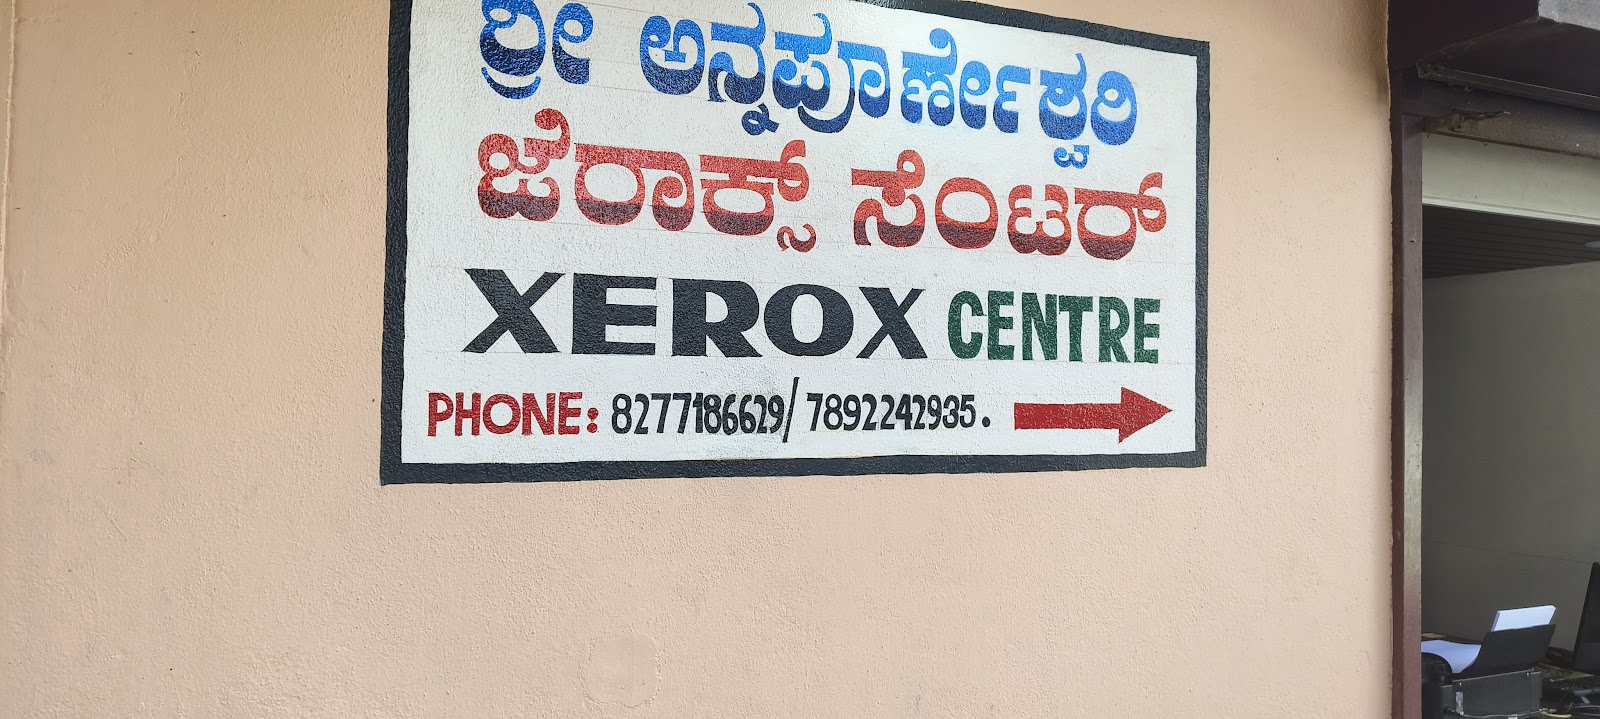 ಶ್ರೀ ಅನ್ನಪೂರ್ಣೇಶ್ವರಿ
ಜೆರಾಕ್ಸ್ ಸೆಂಟರ್
XEROX CENTRE
PHONE: 8277186629/7892242935.